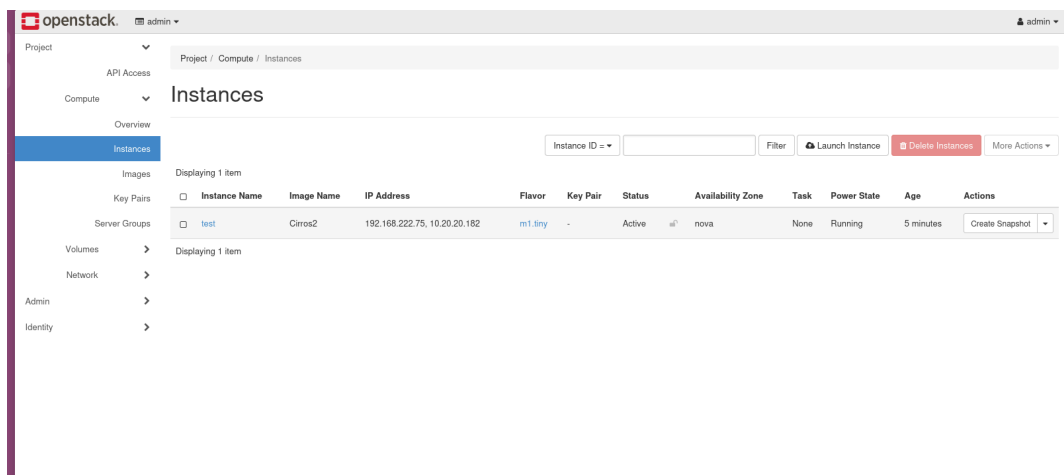 openstack. admin admin
Project
Project / Compute / Instances
API Access
Compute
Instances
Overview
Instances
Instance ID = Filter Launch Instance Delete Instances More Actions
Images
Displaying 1 item
Key Pairs
Instance Name Image Name IP Address Flavor Key Pair Status Availability Zone Task Power State Age Actions
Server Groups
test Cirros2 192.168.222.75, 10.20.20.182 m1.tiny - Active nova None Running 5 minutes Create Snapshot
Volumes
Displaying 1 item
Network
Admin
Identity